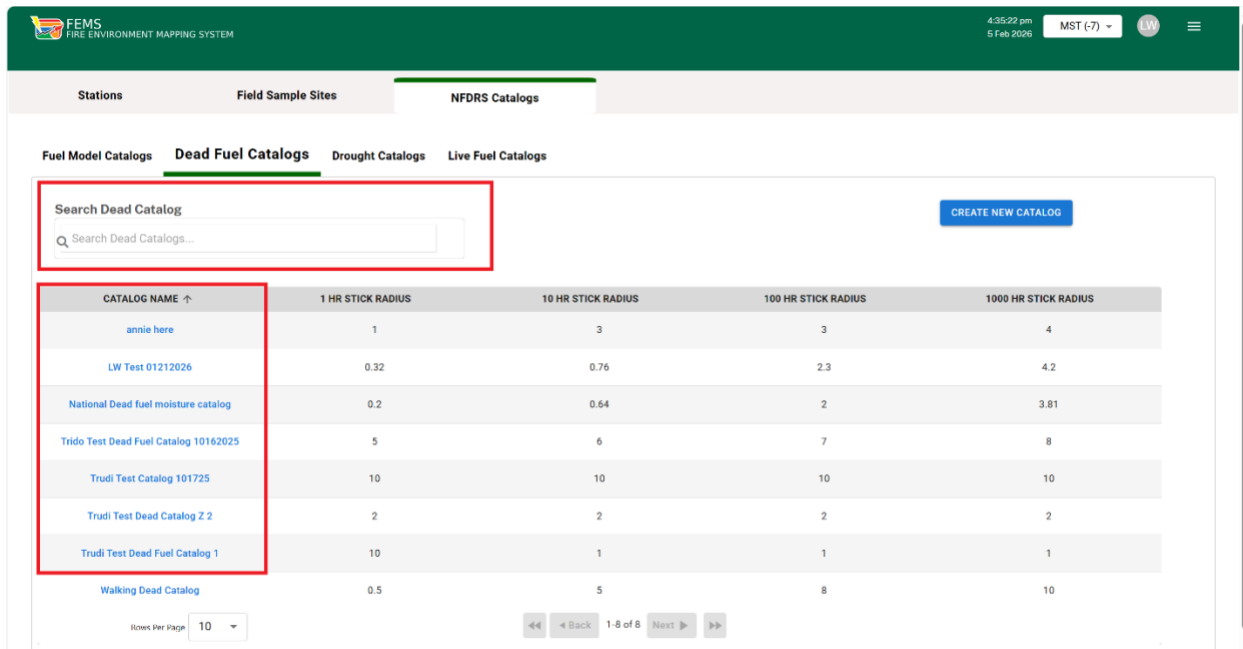 FEMS
FIRE ENVIRONMENT MAPPING SYSTEM
4:35:22 pm
5 Feb 2026
MST (-7)
LW
Stations Field Sample Sites NFDRS Catalogs
Fuel Model Catalogs Dead Fuel Catalogs Drought Catalogs Live Fuel Catalogs
Search Dead Catalog
Search Dead Catalogs...
CREATE NEW CATALOG
CATALOG NAME ↑ 1 HR STICK RADIUS 10 HR STICK RADIUS 100 HR STICK RADIUS 1000 HR STICK RADIUS
annie here 1 3 3 4
LW Test 01212026 0.32 0.76 2.3 4.2
National Dead fuel moisture catalog 0.2 0.64 2 3.81
Trido Test Dead Fuel Catalog 10162025 5 6 7 8
Trudi Test Catalog 101725 10 10 10 10
Trudi Test Dead Catalog Z 2 2 2 2 2
Trudi Test Dead Fuel Catalog 1 10 1 1 1
Walking Dead Catalog 0.5 5 8 10
Rows Per Page 10 Back 1-8 of 8 Next